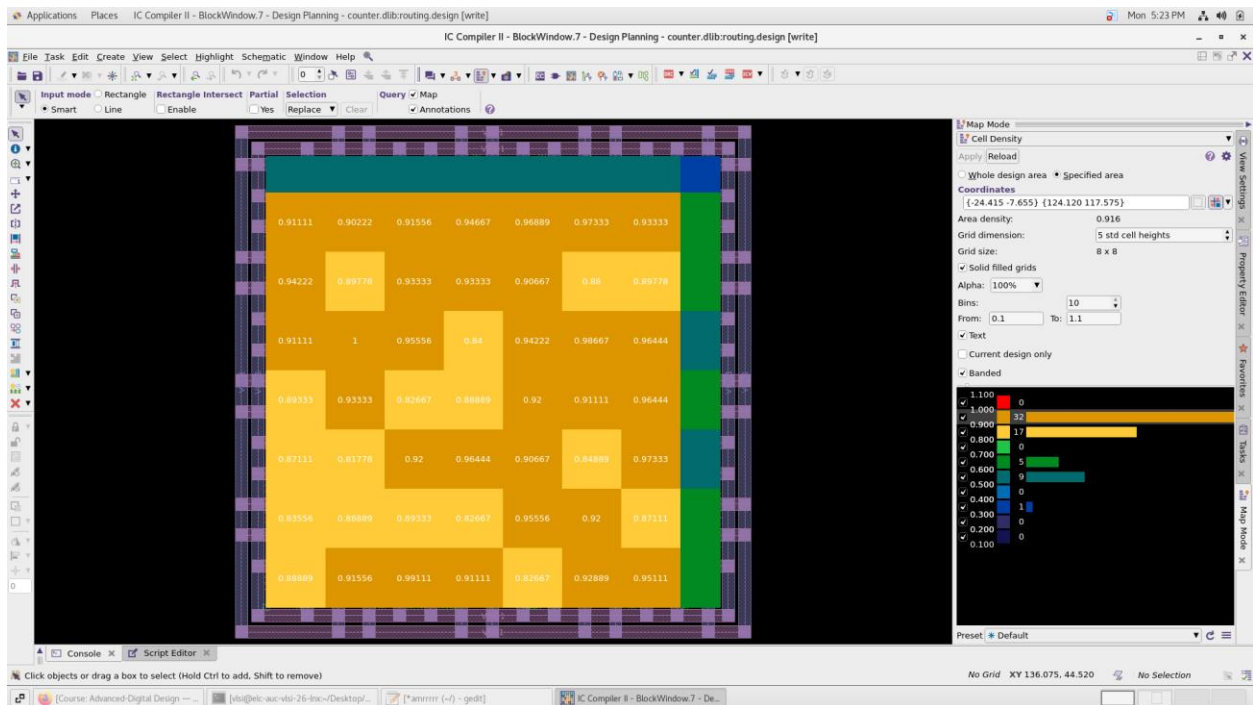 Applications Places IC Compiler II - BlockWindow.7 - Design Planning - counter.dlib:routing.design [write] Mon 5:23 PM
IC Compiler II - BlockWindow.7 - Design Planning - counter.dlib:routing.design [write]
File Task Edit Create View Select Highlight Schematic Window Help
0
Input mode Rectangle Rectangle Intersect Partial Selection Query Map
Smart Line Enable Yes Replace Clear Annotations
Map Mode
Cell Density
Apply Reload
Whole design area Specified area
Coordinates
{-24.415 -7.655} {124.120 117.575}
Area density: 0.916
Grid dimension: 5 std cell heights
Grid size: 8 x 8
Solid filled grids
Alpha: 100%
Bins: 10
From: 0.1 To: 1.1
Text
Current design only
Banded
1.100
0
1.000
32
0.900
17
0.800
0
0.700
5
0.600
9
0.500
0
0.400
1
0.300
0
0.200
0
0.100
Preset Default
View Settings
Property Editor
Favorites
Tasks
Map Mode
0.91111 0.90222 0.91556 0.94667 0.96889 0.97333 0.93333
0.94222 0.89778 0.93333 0.93333 0.90667 0.88 0.89778
0.91111 1 0.95556 0.84 0.94222 0.98667 0.96444
0.89333 0.93333 0.82667 0.88889 0.92 0.91111 0.96444
0.87111 0.81778 0.92 0.96444 0.90667 0.84889 0.97333
0.83556 0.88889 0.89333 0.82667 0.95556 0.92 0.87111
0.88889 0.91556 0.99111 0.91111 0.82667 0.92889 0.95111
0
Console Script Editor
Click objects or drag a box to select (Hold Ctrl to add, Shift to remove) No Grid XY 136.075, 44.520 No Selection
[Course: Advanced-Digital Design — ... [vlsi@elc-auc-vlsi-26-lnc:~/Desktop/... [*amrrrrr (~/) - gedit] IC Compiler II - BlockWindow.7 - De...